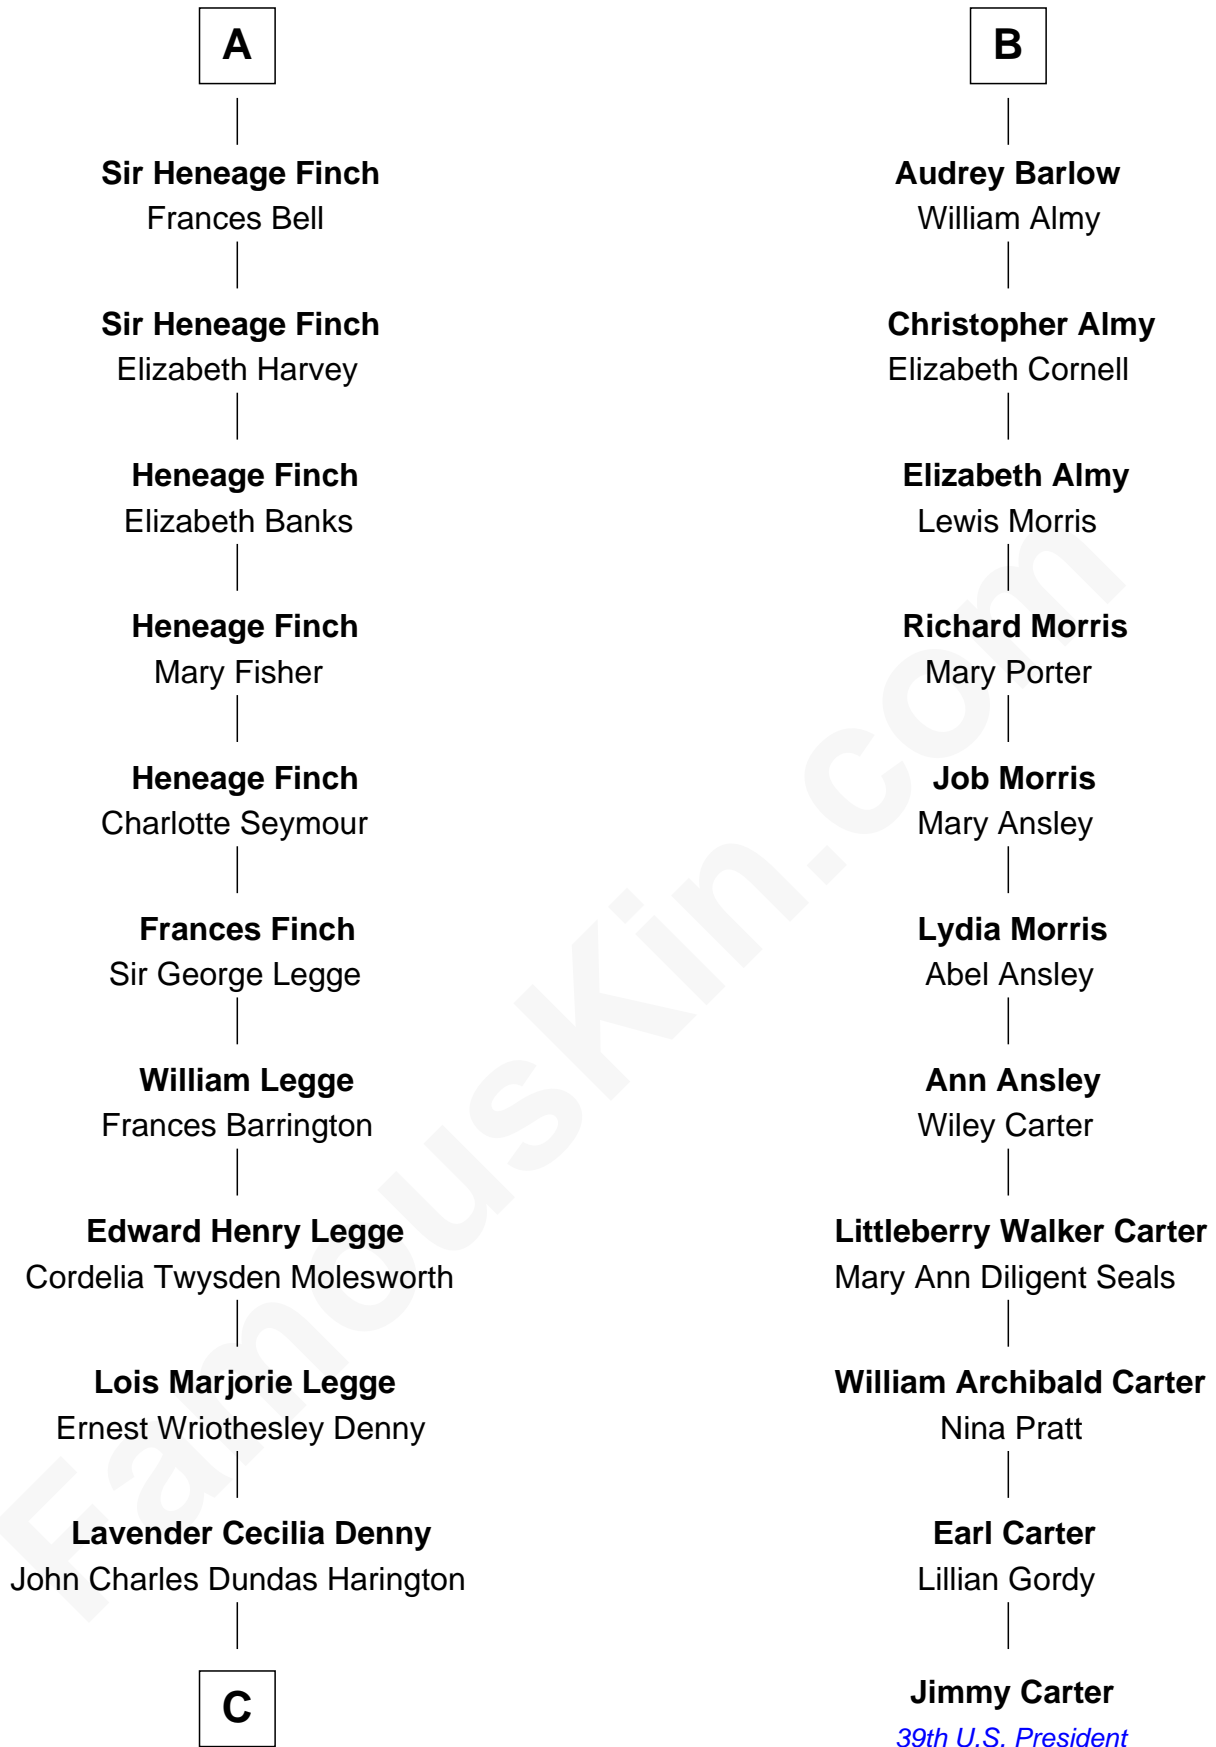 A
Sir Heneage Finch
Frances Bell
Sir Heneage Finch
Elizabeth Harvey
Heneage Finch
Elizabeth Banks
Heneage Finch
Mary Fisher
Heneage Finch
Charlotte Seymour
Frances Finch
Sir George Legge
William Legge
Frances Barrington
Edward Henry Legge
Cordelia Twysden Molesworth
Lois Marjorie Legge
Ernest Wriothesley Denny
Lavender Cecilia Denny
John Charles Dundas Harington
C
B
Audrey Barlow
William Almy
Christopher Almy
Elizabeth Cornell
Elizabeth Almy
Lewis Morris
Richard Morris
Mary Porter
Job Morris
Mary Ansley
Lydia Morris
Abel Ansley
Ann Ansley
Wiley Carter
Littleberry Walker Carter
Mary Ann Diligent Seals
William Archibald Carter
Nina Pratt
Earl Carter
Lillian Gordy
Jimmy Carter
39th U.S. President
FamousKin.com